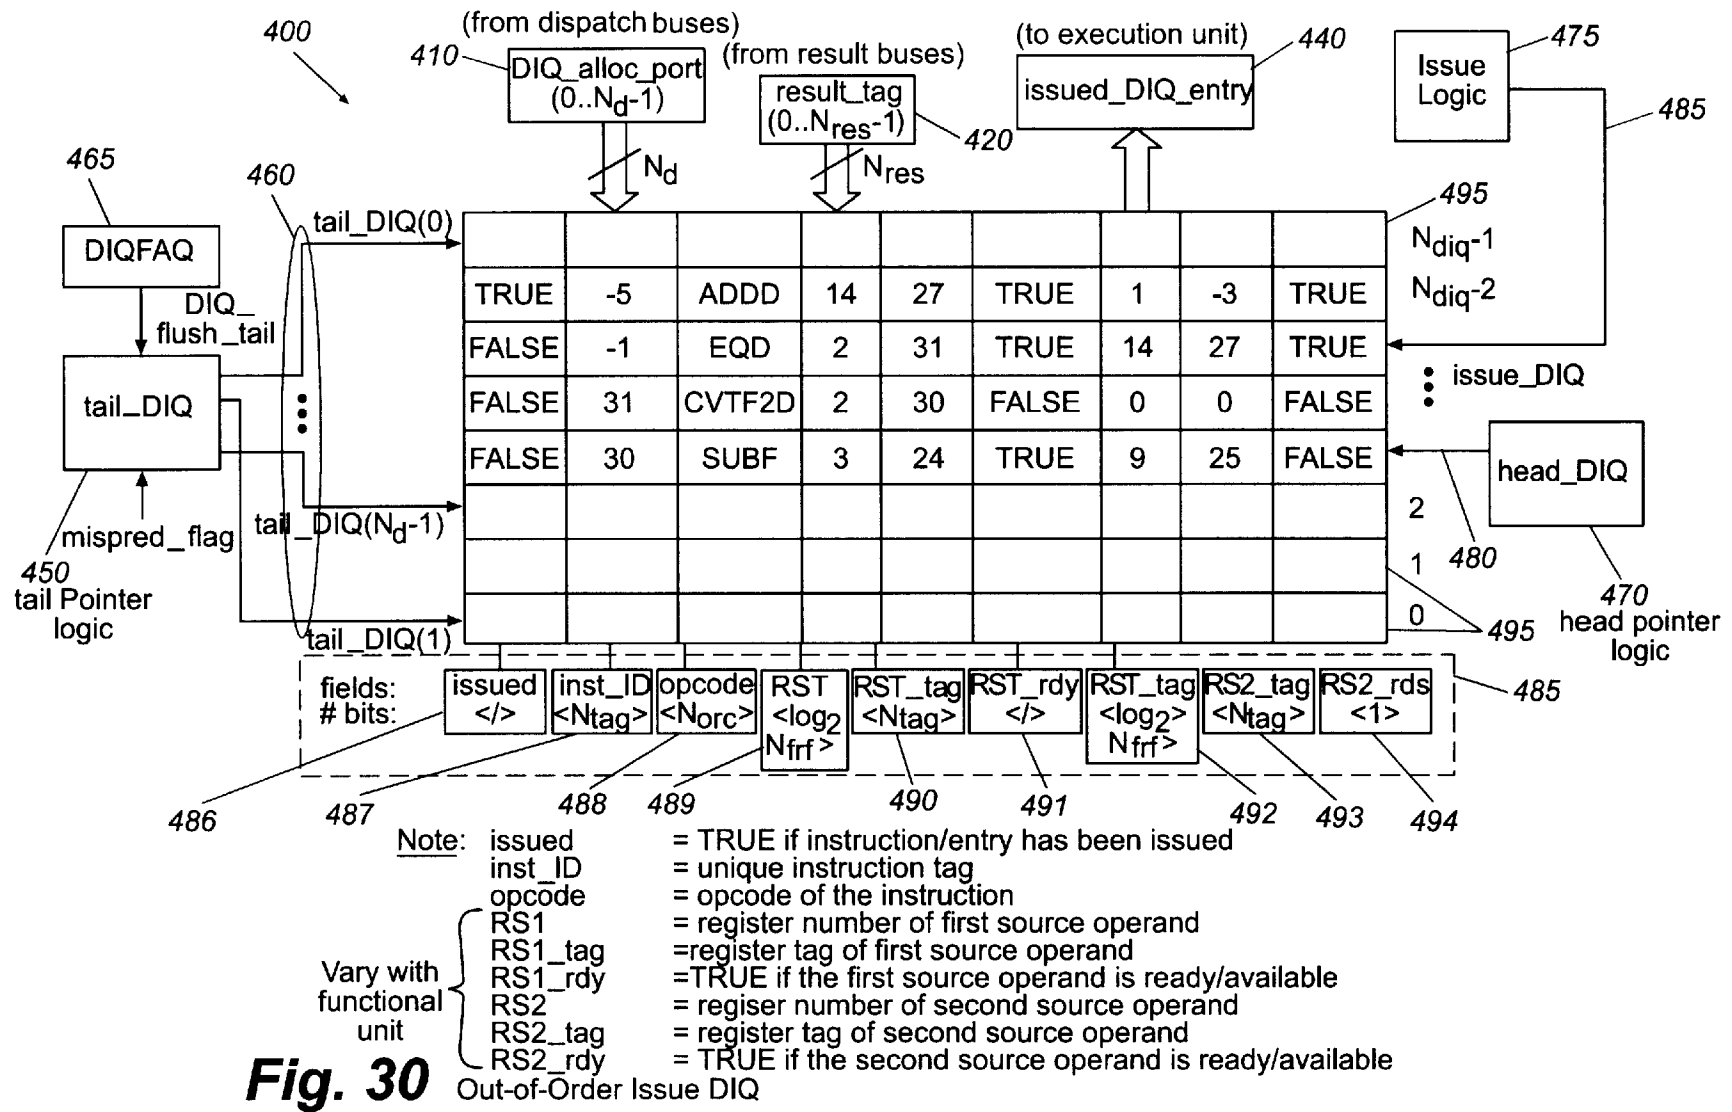 400
(from dispatch buses)
410
DIQ_alloc_port
(0..Nd-1)
Nd
(from result buses)
result_tag
(0..Nres-1)
420
Nres
(to execution unit)
440
issued_DIQ_entry
Issue
Logic
475
485
465
DIQFAQ
DIQ_
flush_tail
460
tail_DIQ(0)
tail_DIQ
tail_DIQ(Nd-1)
mispred_flag
450
tail Pointer
logic
tail_DIQ(1)
TRUE -5 ADDD 14 27 TRUE 1 -3 TRUE
FALSE -1 EQD 2 31 TRUE 14 27 TRUE
FALSE 31 CVTF2D 2 30 FALSE 0 0 FALSE
FALSE 30 SUBF 3 24 TRUE 9 25 FALSE
495
Ndiq-1
Ndiq-2
issue_DIQ
head_DIQ
480
2
1
0
495
470
head pointer
logic
fields:
# bits:
issued
</>
inst_ID
<Ntag>
opcode
<Norc>
RST
<log2
Nfrf>
RST_tag
<Ntag>
RST_rdy
</>
RST_tag
<log2>
Nfrf>
RS2_tag
<Ntag>
RS2_rds
<1>
485
486 487 488 489 490 491 492 493 494
Note: issued = TRUE if instruction/entry has been issued
inst_ID = unique instruction tag
opcode = opcode of the instruction
RS1 = register number of first source operand
RS1_tag =register tag of first source operand
RS1_rdy =TRUE if the first source operand is ready/available
RS2 = regiser number of second source operand
RS2_tag = register tag of second source operand
RS2_rdy = TRUE if the second source operand is ready/available
Vary with
functional
unit
Fig. 30 Out-of-Order Issue DIQ